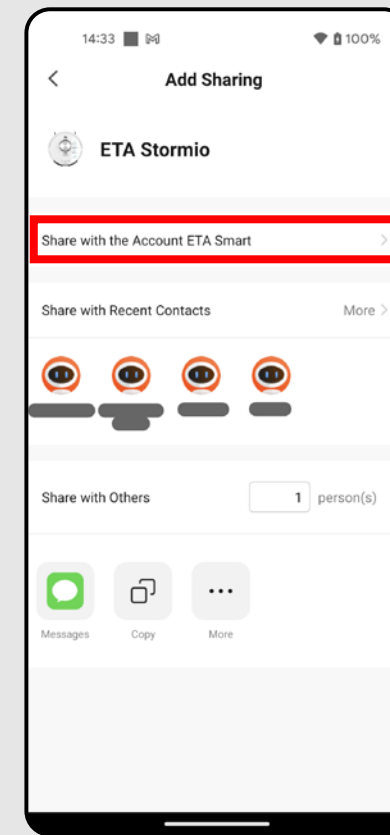 14:33 100%
Add Sharing
ETA Stormio
Share with the Account ETA Smart
Share with Recent Contacts More
Share with Others 1 person(s)
Messages Copy More